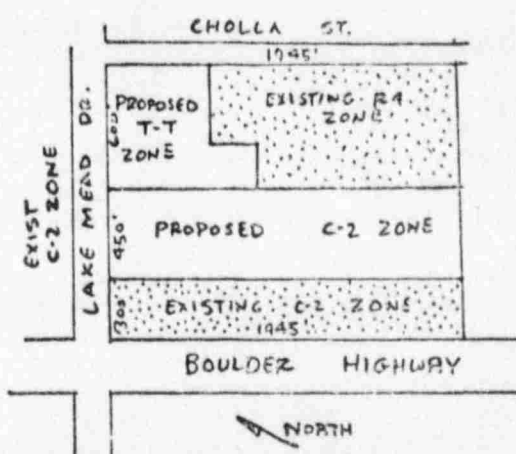 CHOLLA ST.
1945'
PROPOSED
T-T
ZONE
EXISTING R4
ZONE
600'
EXIST
C-2 ZONE
LAKE MEAD DR.
450'
PROPOSED C-2 ZONE
300'
EXISTING C-2 ZONE
1945'
BOULDER HIGHWAY
NORTH